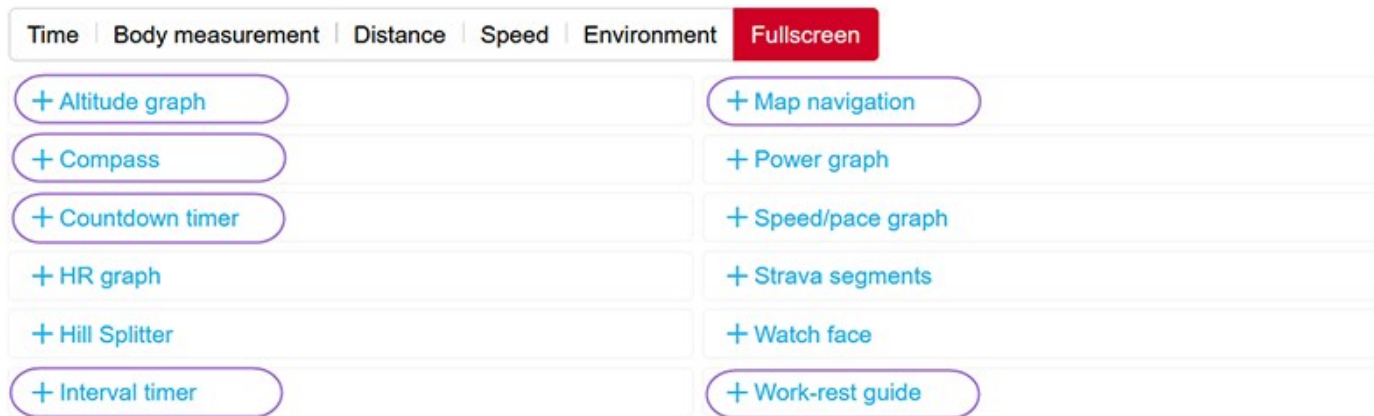 Time Body measurement Distance Speed Environment Fullscreen
+ Altitude graph
+ Compass
+ Countdown timer
+ HR graph
+ Hill Splitter
+ Interval timer
+ Map navigation
+ Power graph
+ Speed/pace graph
+ Strava segments
+ Watch face
+ Work-rest guide